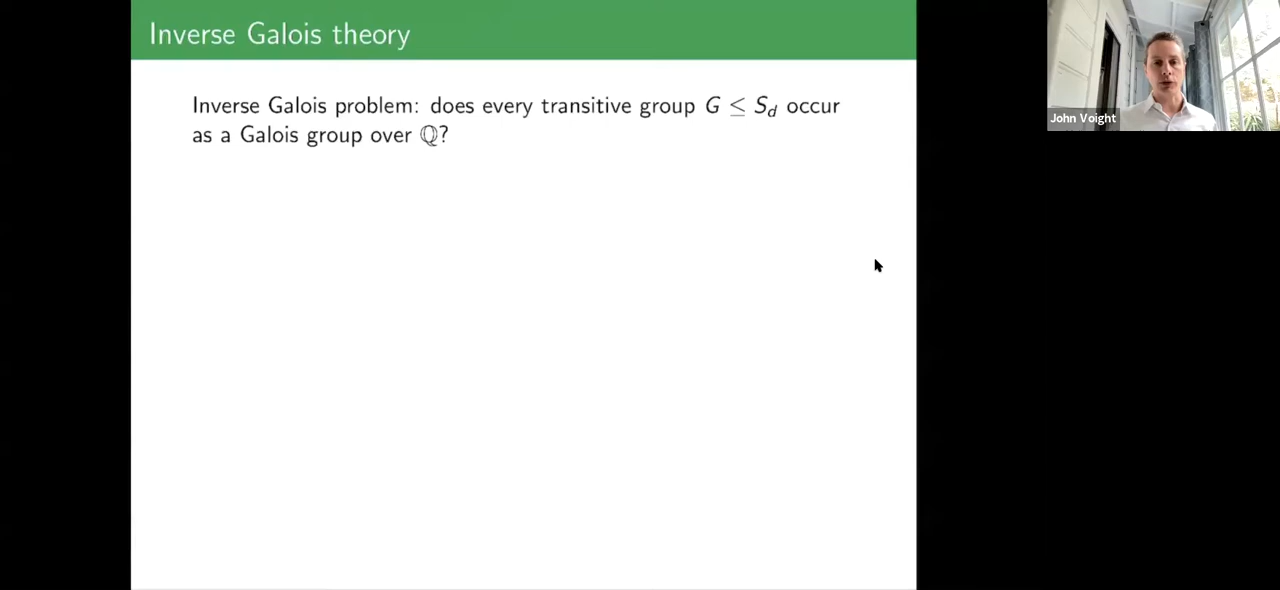 Inverse Galois theory
Inverse Galois problem: does every transitive group G ≤ S_d occur
as a Galois group over ℚ?
John Voight